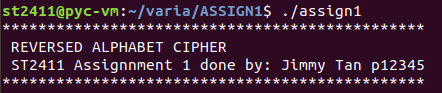 st2411@pyc-vm:~/varia/ASSIGN1$ ./assign1
***********************************************
 REVERSED ALPHABET CIPHER
 ST2411 Assignnment 1 done by: Jimmy Tan p12345
***********************************************